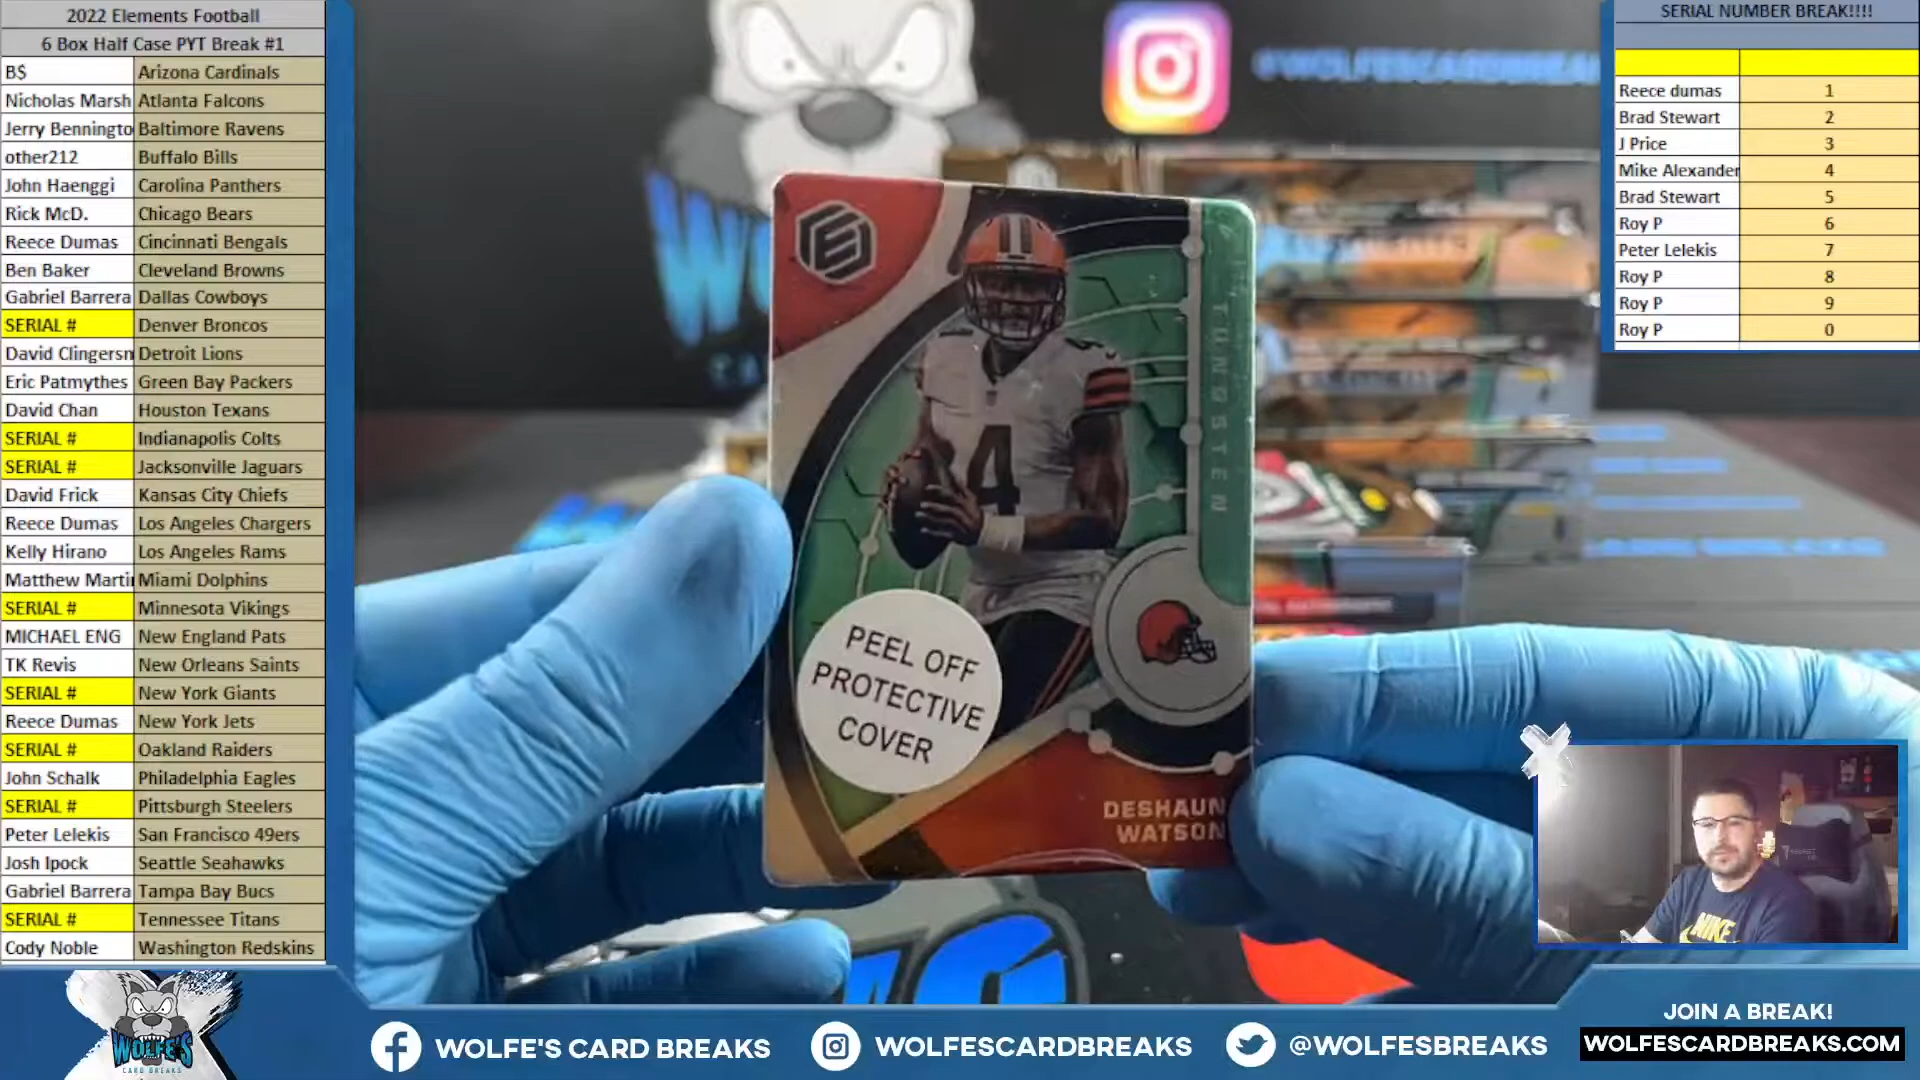 2022 Elements Football
6 Box Half Case PYT Break #1
B$ Arizona Cardinals
Nicholas Marsh Atlanta Falcons
Jerry Benningto Baltimore Ravens
other212 Buffalo Bills
John Haenggi Carolina Panthers
Rick McD. Chicago Bears
Reece Dumas Cincinnati Bengals
Ben Baker Cleveland Browns
Gabriel Barrera Dallas Cowboys
SERIAL # Denver Broncos
David Clingersn Detroit Lions
Eric Patmythes Green Bay Packers
David Chan Houston Texans
SERIAL # Indianapolis Colts
SERIAL # Jacksonville Jaguars
David Frick Kansas City Chiefs
Reece Dumas Los Angeles Chargers
Kelly Hirano Los Angeles Rams
Matthew Marti Miami Dolphins
SERIAL # Minnesota Vikings
MICHAEL ENG New England Pats
TK Revis New Orleans Saints
SERIAL # New York Giants
Reece Dumas New York Jets
SERIAL # Oakland Raiders
John Schalk Philadelphia Eagles
SERIAL # Pittsburgh Steelers
Peter Lelekis San Francisco 49ers
Josh Ipock Seattle Seahawks
Gabriel Barrera Tampa Bay Bucs
SERIAL # Tennessee Titans
Cody Noble Washington Redskins
@WOLFESCARDBREA
TUNGSTEN
4
PEEL OFF
PROTECTIVE
COVER
DESHAUN
WATSON
SERIAL NUMBER BREAK!!!!
Reece dumas 1
Brad Stewart 2
J Price 3
Mike Alexander 4
Brad Stewart 5
Roy P 6
Peter Lelekis 7
Roy P 8
Roy P 9
Roy P 0
NIKE
WOLFE'S
CARD BREAKS
WOLFE'S CARD BREAKS
WOLFESCARDBREAKS
@WOLFESBREAKS
JOIN A BREAK!
WOLFESCARDBREAKS.COM